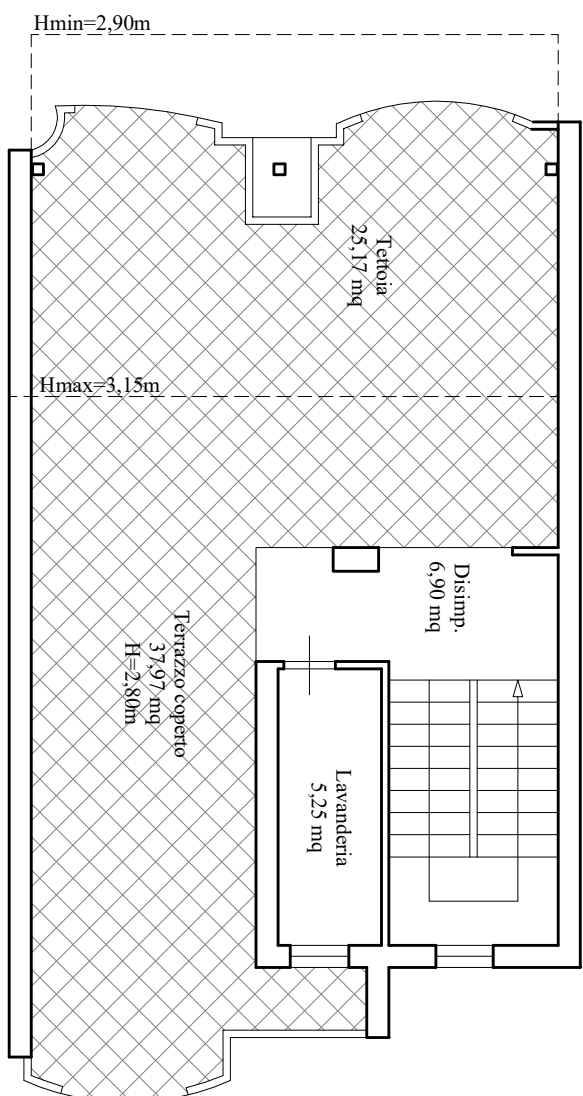 Hmin=2,90m
Tettoia
25,17 mq
Hmax=3,15m
Disimp.
6,90 mq
Terrazzo coperto
37,97 mq
H=2,80m
Lavanderia
5,25 mq